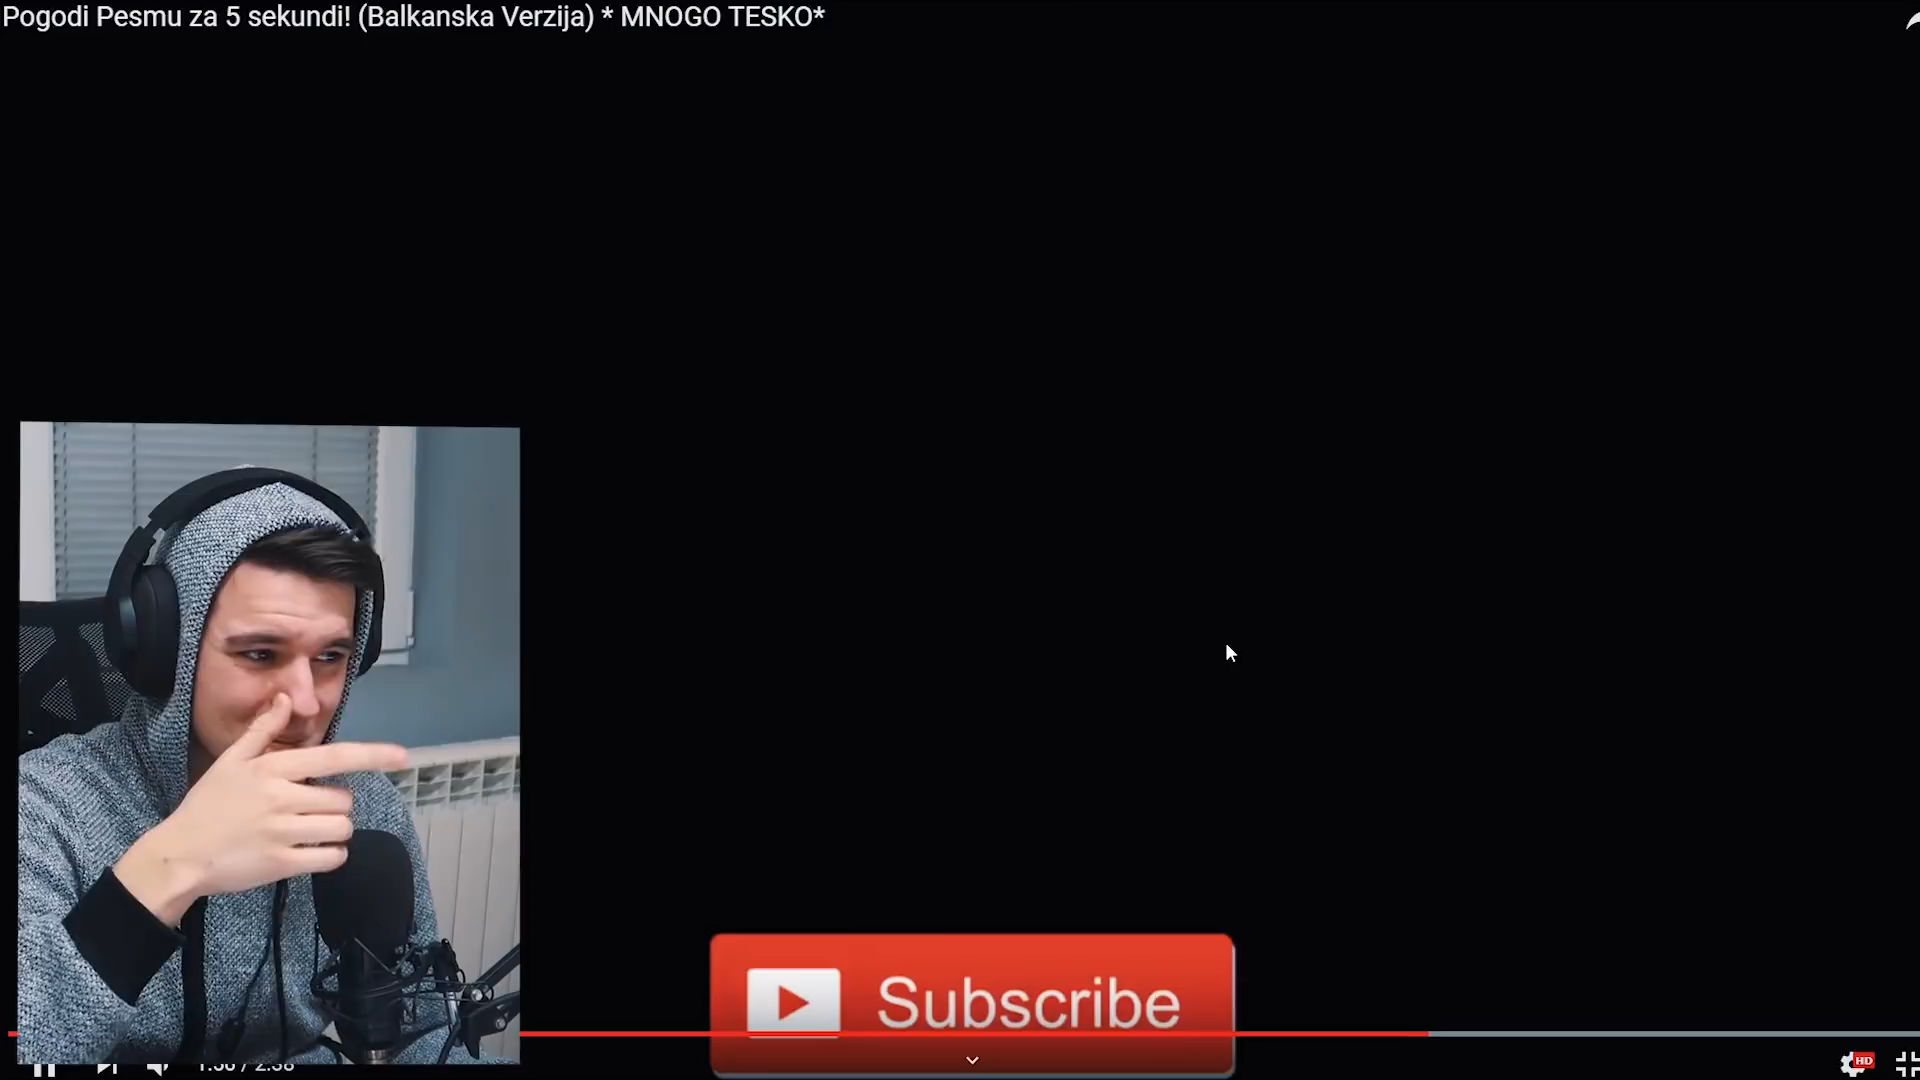 Pogodi Pesmu za 5 sekundi! (Balkanska Verzija) * MNOGO TESKO*
Subscribe
HD